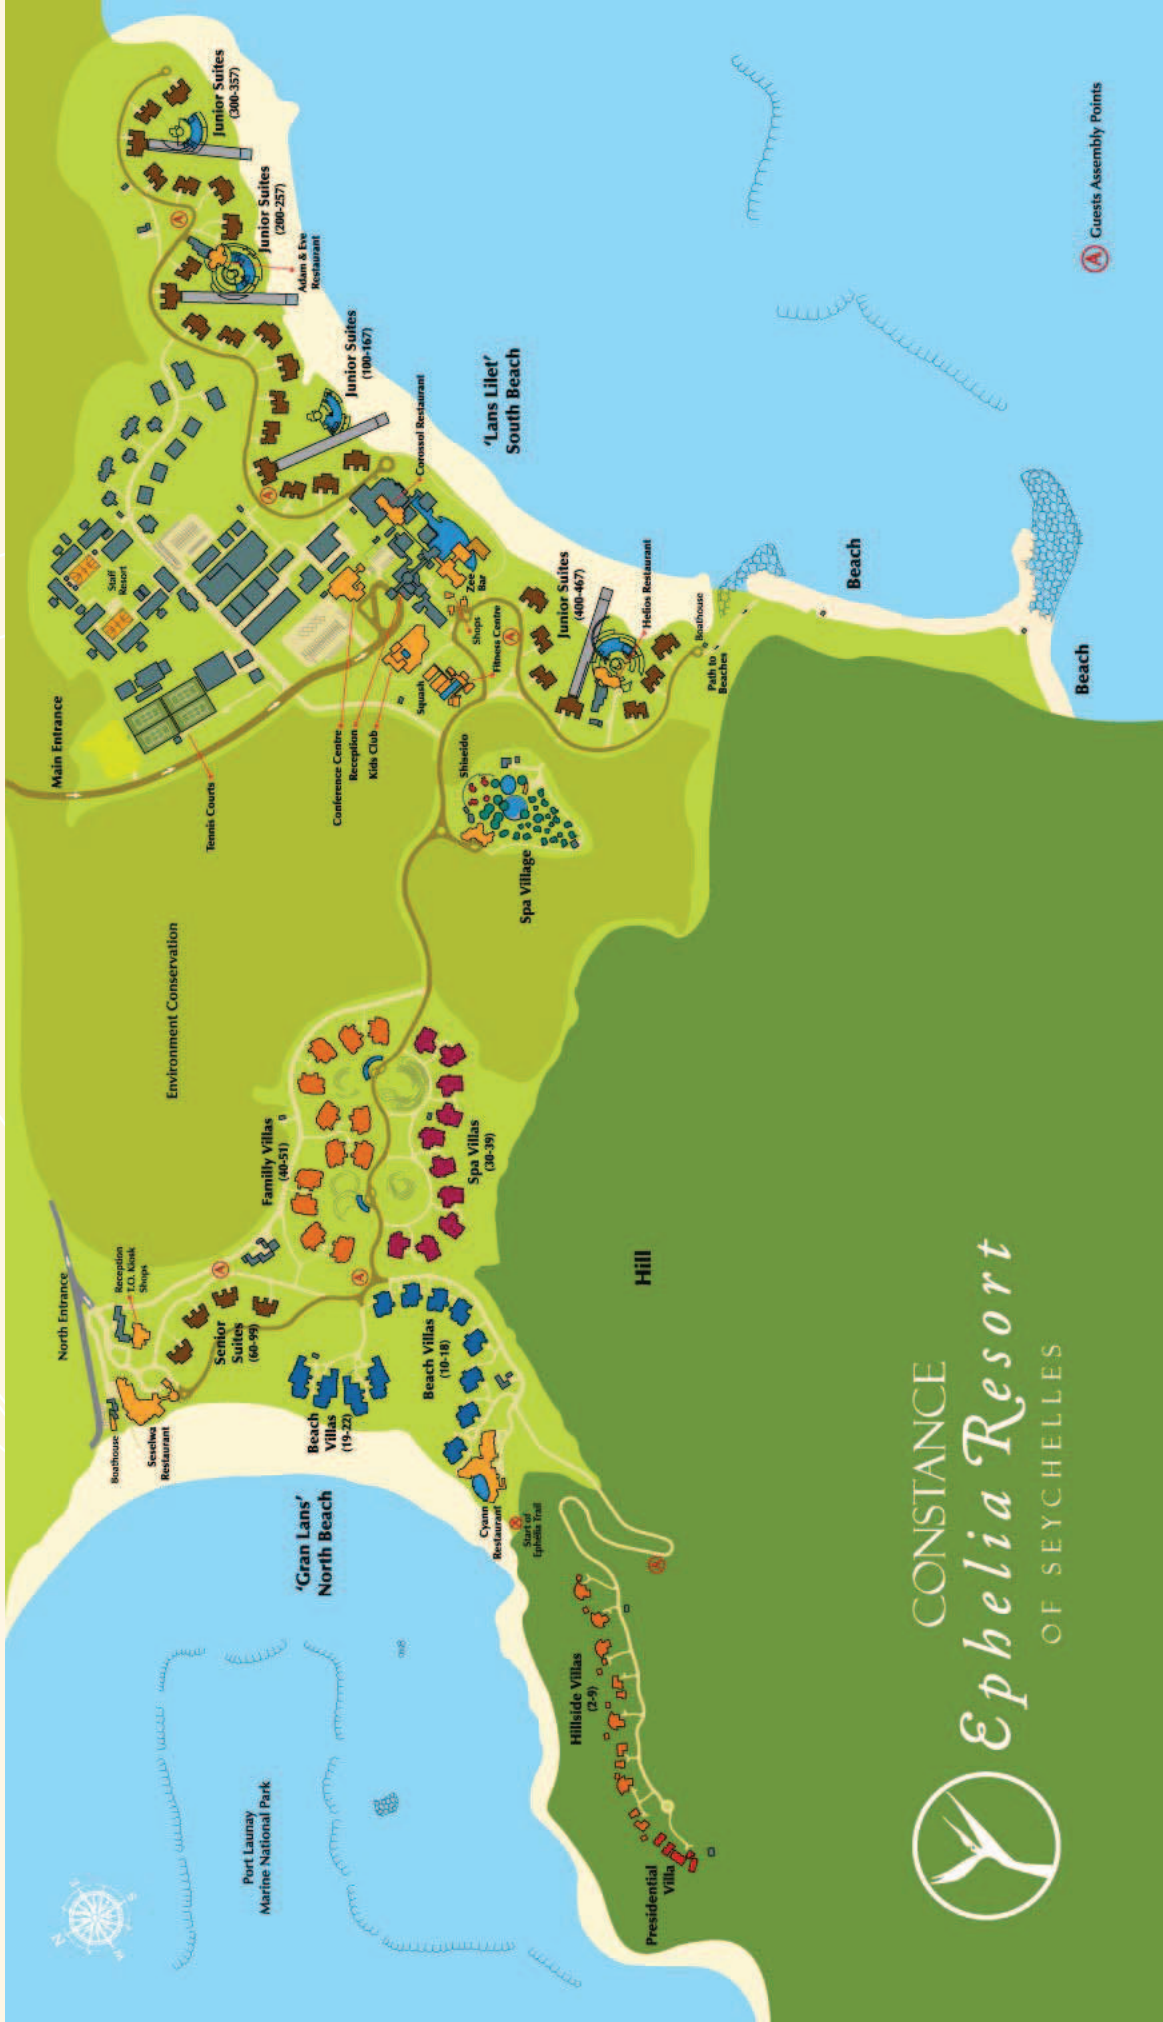 Port Launay
Marine National Park
'Gran Lans'
North Beach
North Entrance
Boathouse
Seselwa
Restaurant
Reception
T.O. Kiosk
Shops
Senior
Suites
(60-99)
Beach
Villas
(19-22)
Beach Villas
(10-18)
Cyann
Restaurant
Start of
Ephélia Trail
Hillside Villas
(2-9)
Presidential
Villa
Familly Villas
(40-51)
Spa Villas
(30-39)
Environment Conservation
Hill
Spa Village
Shiseido
Main Entrance
Tennis Courts
Staff
Resort
Conference Centre
Reception
Kids Club
Squash
Fitness Centre
Shops
Zee
Bar
Corossol Restaurant
Junior Suites
(100-167)
Junior Suites
(200-257)
Adam & Eve
Restaurant
Junior Suites
(300-357)
Junior Suites
(400-467)
Helios Restaurant
Boathouse
Path to
Beaches
'Lans Lilet'
South Beach
Beach
Beach
A
A
A
A
A
A
A
A Guests Assembly Points
CONSTANCE
Ephelia Resort
OF SEYCHELLES